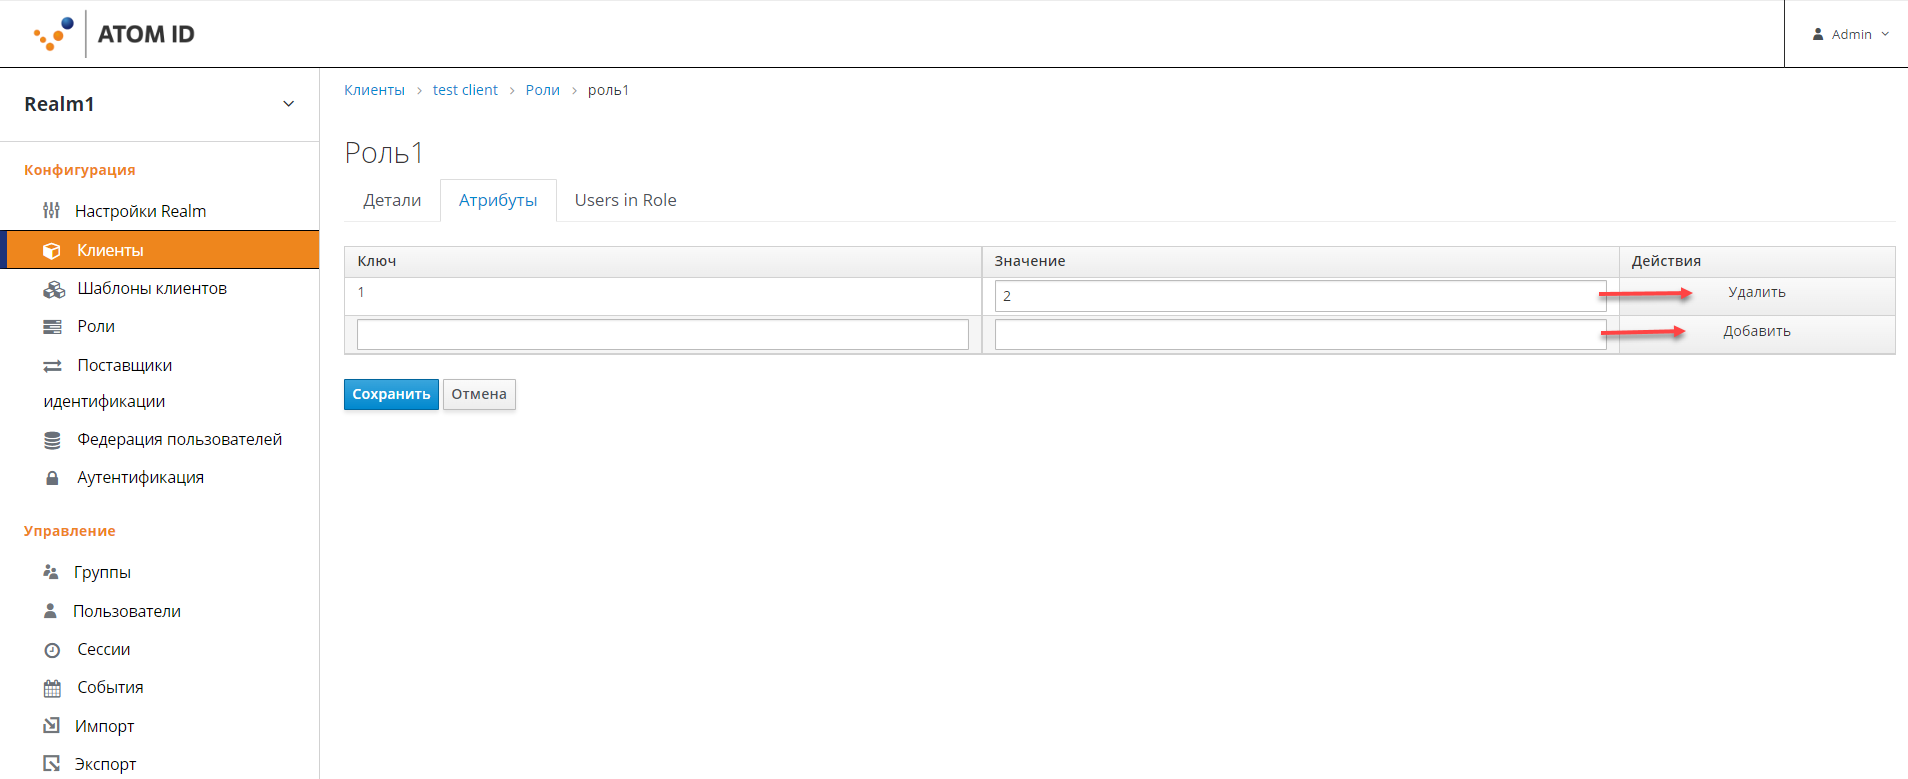 ATOM ID
Admin
Realm1
Конфигурация
Настройки Realm
Клиенты
Шаблоны клиентов
Роли
Поставщики
идентификации
Федерация пользователей
Аутентификация
Управление
Группы
Пользователи
Сессии
События
Импорт
Экспорт
Клиенты > test client > Роли > роль1
Роль1
Детали Атрибуты Users in Role
Ключ Значение Действия
1 2 Удалить
Добавить
Сохранить Отмена